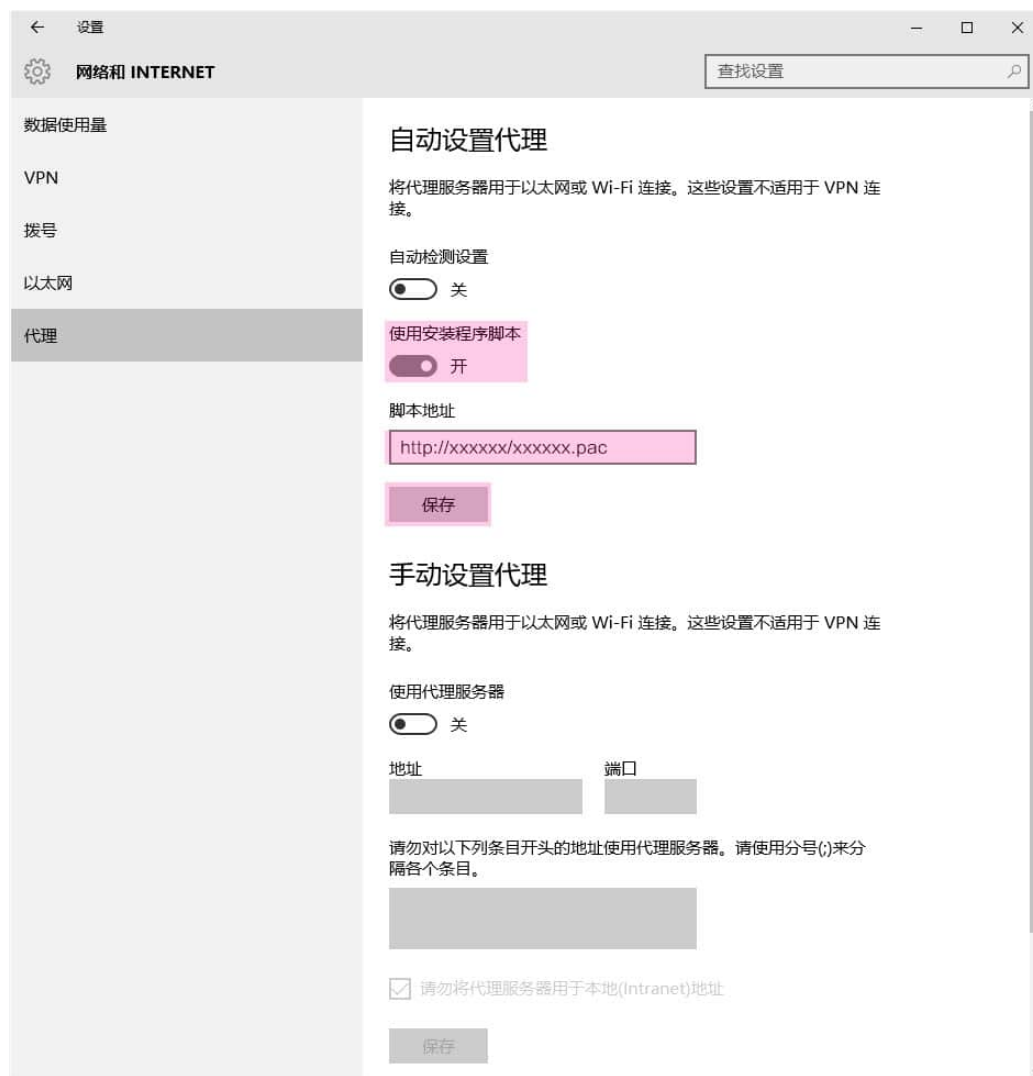 设置
网络和 INTERNET
查找设置
数据使用量
VPN
拨号
以太网
代理
自动设置代理
将代理服务器用于以太网或 Wi-Fi 连接。这些设置不适用于 VPN 连
接。
自动检测设置
关
使用安装程序脚本
开
脚本地址
http://xxxxxx/xxxxxx.pac
保存
手动设置代理
将代理服务器用于以太网或 Wi-Fi 连接。这些设置不适用于 VPN 连
接。
使用代理服务器
关
地址 端口
请勿对以下列条目开头的地址使用代理服务器。请使用分号(;)来分
隔各个条目。
请勿将代理服务器用于本地(Intranet)地址
保存